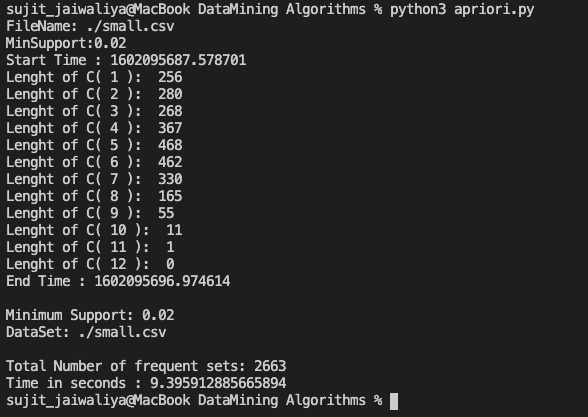 sujit_jaiwaliya@MacBook DataMining Algorithms % python3 apriori.py
FileName: ./small.csv
MinSupport:0.02
Start Time : 1602095687.578701
Lenght of C( 1 ):  256
Lenght of C( 2 ):  280
Lenght of C( 3 ):  268
Lenght of C( 4 ):  367
Lenght of C( 5 ):  468
Lenght of C( 6 ):  462
Lenght of C( 7 ):  330
Lenght of C( 8 ):  165
Lenght of C( 9 ):  55
Lenght of C( 10 ):  11
Lenght of C( 11 ):  1
Lenght of C( 12 ):  0
End Time : 1602095696.974614
Minimum Support: 0.02
DataSet: ./small.csv
Total Number of frequent sets: 2663
Time in seconds : 9.395912885665894
sujit_jaiwaliya@MacBook DataMining Algorithms %